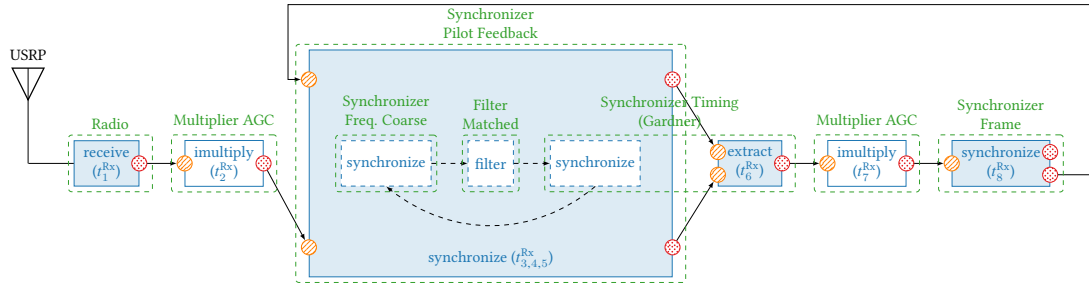 Synchronizer
Pilot Feedback
USRP
Radio
receive
(t₁ᴿˣ)
Multiplier AGC
imultiply
(t₂ᴿˣ)
Synchronizer
Freq. Coarse
synchronize
Filter
Matched
filter
Synchronizer Timing
(Gardner)
synchronize
synchronize (t₃,₄,₅ᴿˣ)
extract
(t₆ᴿˣ)
Multiplier AGC
imultiply
(t₇ᴿˣ)
Synchronizer
Frame
synchronize
(t₈ᴿˣ)